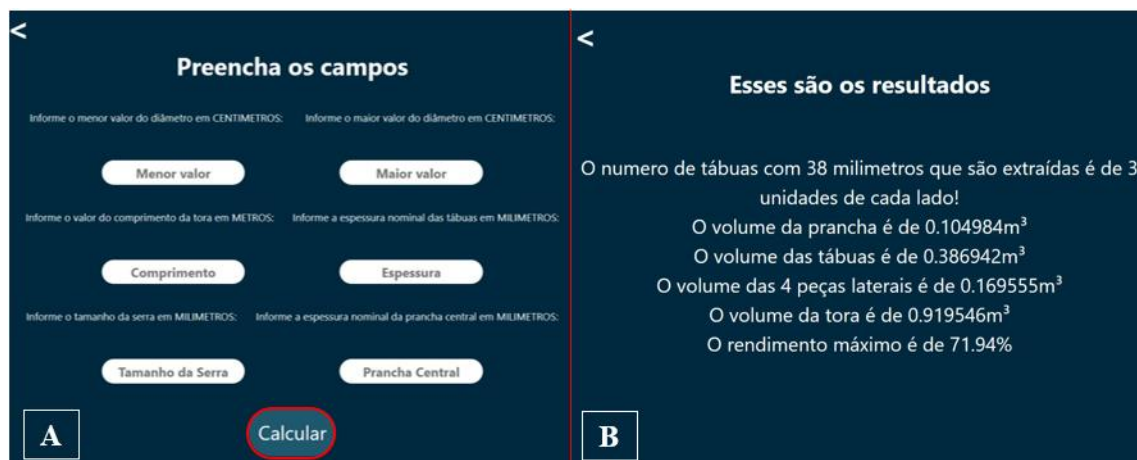 <
Preencha os campos
Informe o menor valor do diâmetro em CENTIMETROS:
Informe o maior valor do diâmetro em CENTIMETROS:
Menor valor
Maior valor
Informe o valor do comprimento da tora em METROS:
Informe a espessura nominal das tábuas em MILIMETROS:
Comprimento
Espessura
Informe o tamanho da serra em MILIMETROS:
Informe a espessura nominal da prancha central em MILIMETROS:
Tamanho da Serra
Prancha Central
Calcular
A
<
Esses são os resultados
O numero de tábuas com 38 milimetros que são extraídas é de 3
unidades de cada lado!
O volume da prancha é de 0.104984m³
O volume das tábuas é de 0.386942m³
O volume das 4 peças laterais é de 0.169555m³
O volume da tora é de 0.919546m³
O rendimento máximo é de 71.94%
B